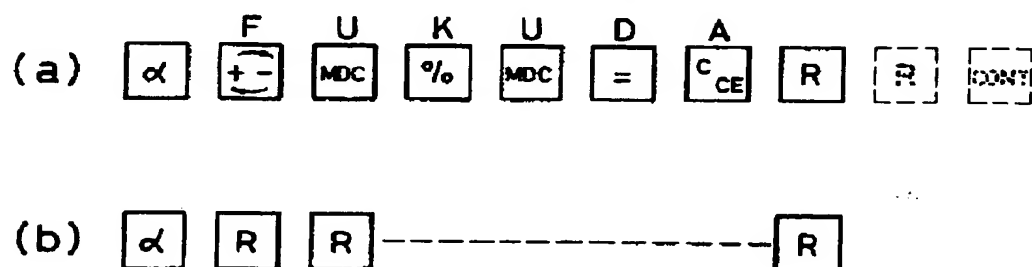 F U K U D A
(a) α + - MDC % MDC = C CE R R CONT
(b) α R R R